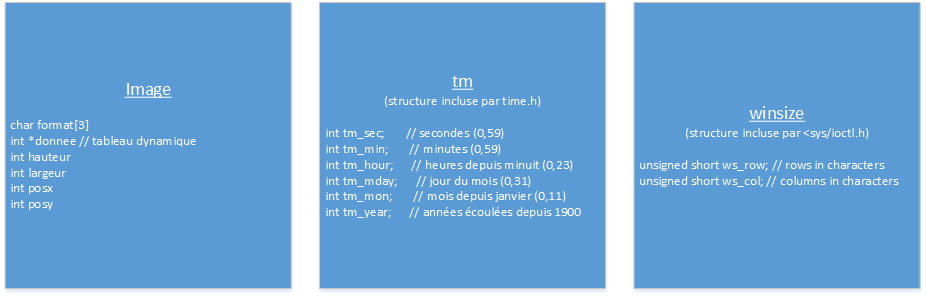 Image
char format[3]
int *donnee // tableau dynamique
int hauteur
int largeur
int posx
int posy
tm
(structure incluse par time.h)
int tm_sec; // secondes (0,59)
int tm_min; // minutes (0,59)
int tm_hour; // heures depuis minuit (0,23)
int tm_mday; // jour du mois (0,31)
int tm_mon; // mois depuis janvier (0,11)
int tm_year; // années écoulées depuis 1900
winsize
(structure incluse par <sys/ioctl.h)
unsigned short ws_row; // rows in characters
unsigned short ws_col; // columns in characters